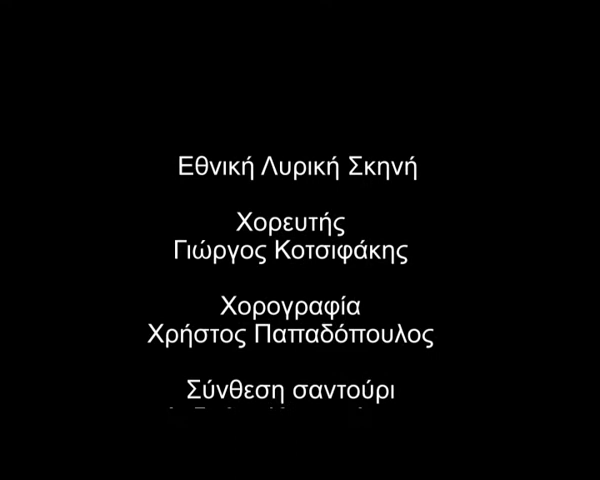 Εθνική Λυρική Σκηνή
Χορευτής
Γιώργος Κοτσιφάκης
Χορογραφία
Χρήστος Παπαδόπουλος
Σύνθεση σαντούρι